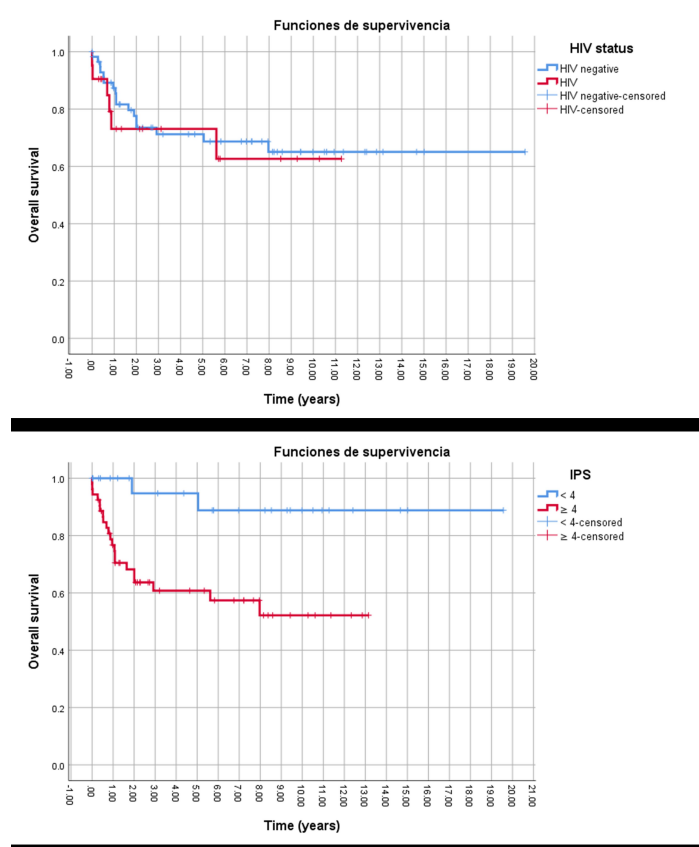 Funciones de supervivencia
HIV status
HIV negative
HIV
HIV negative-censored
HIV-censored
Overall survival
1.0
0.8
0.6
0.4
0.2
0.0
-1.00 .00 1.00 2.00 3.00 4.00 5.00 6.00 7.00 8.00 9.00 10.00 11.00 12.00 13.00 14.00 15.00 16.00 17.00 18.00 19.00 20.00
Time (years)
Funciones de supervivencia
IPS
< 4
≥ 4
< 4-censored
≥ 4-censored
Overall survival
1.0
0.8
0.6
0.4
0.2
0.0
-1.00 .00 1.00 2.00 3.00 4.00 5.00 6.00 7.00 8.00 9.00 10.00 11.00 12.00 13.00 14.00 15.00 16.00 17.00 18.00 19.00 20.00 21.00
Time (years)